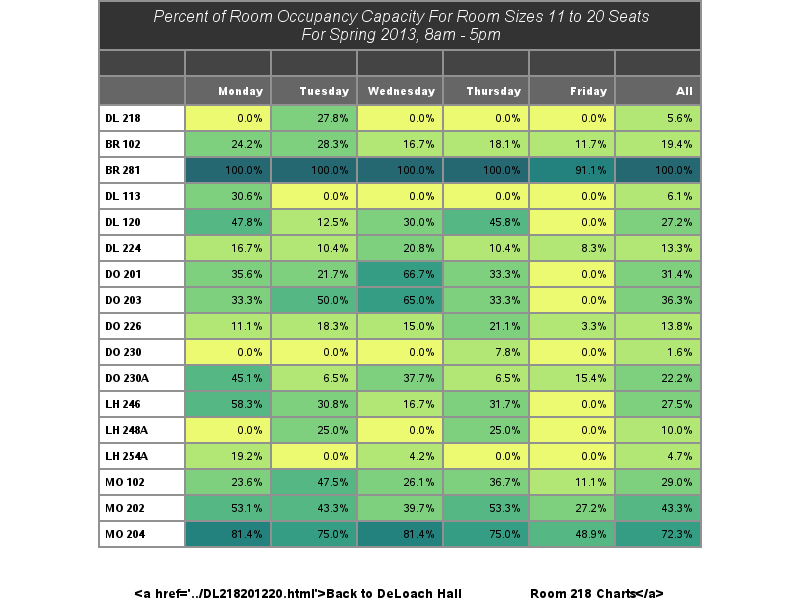 Percent of Room Occupancy Capacity For Room Sizes 11 to 20 Seats
For Spring 2013, 8am - 5pm
Monday Tuesday Wednesday Thursday Friday All
DL 218 0.0% 27.8% 0.0% 0.0% 0.0% 5.6%
BR 102 24.2% 28.3% 16.7% 18.1% 11.7% 19.4%
BR 281 100.0% 100.0% 100.0% 100.0% 91.1% 100.0%
DL 113 30.6% 0.0% 0.0% 0.0% 0.0% 6.1%
DL 120 47.8% 12.5% 30.0% 45.8% 0.0% 27.2%
DL 224 16.7% 10.4% 20.8% 10.4% 8.3% 13.3%
DO 201 35.6% 21.7% 66.7% 33.3% 0.0% 31.4%
DO 203 33.3% 50.0% 65.0% 33.3% 0.0% 36.3%
DO 226 11.1% 18.3% 15.0% 21.1% 3.3% 13.8%
DO 230 0.0% 0.0% 0.0% 7.8% 0.0% 1.6%
DO 230A 45.1% 6.5% 37.7% 6.5% 15.4% 22.2%
LH 246 58.3% 30.8% 16.7% 31.7% 0.0% 27.5%
LH 248A 0.0% 25.0% 0.0% 25.0% 0.0% 10.0%
LH 254A 19.2% 0.0% 4.2% 0.0% 0.0% 4.7%
MO 102 23.6% 47.5% 26.1% 36.7% 11.1% 29.0%
MO 202 53.1% 43.3% 39.7% 53.3% 27.2% 43.3%
MO 204 81.4% 75.0% 81.4% 75.0% 48.9% 72.3%
<a href='../DL218201220.html'>Back to DeLoach Hall Room 218 Charts</a>